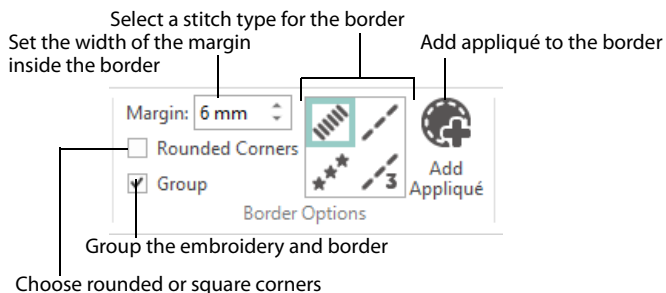 Select a stitch type for the border
Set the width of the margin
inside the border
Add appliqué to the border
Margin: 6 mm
Rounded Corners
Group
3
Add
Appliqué
Border Options
Group the embroidery and border
Choose rounded or square corners